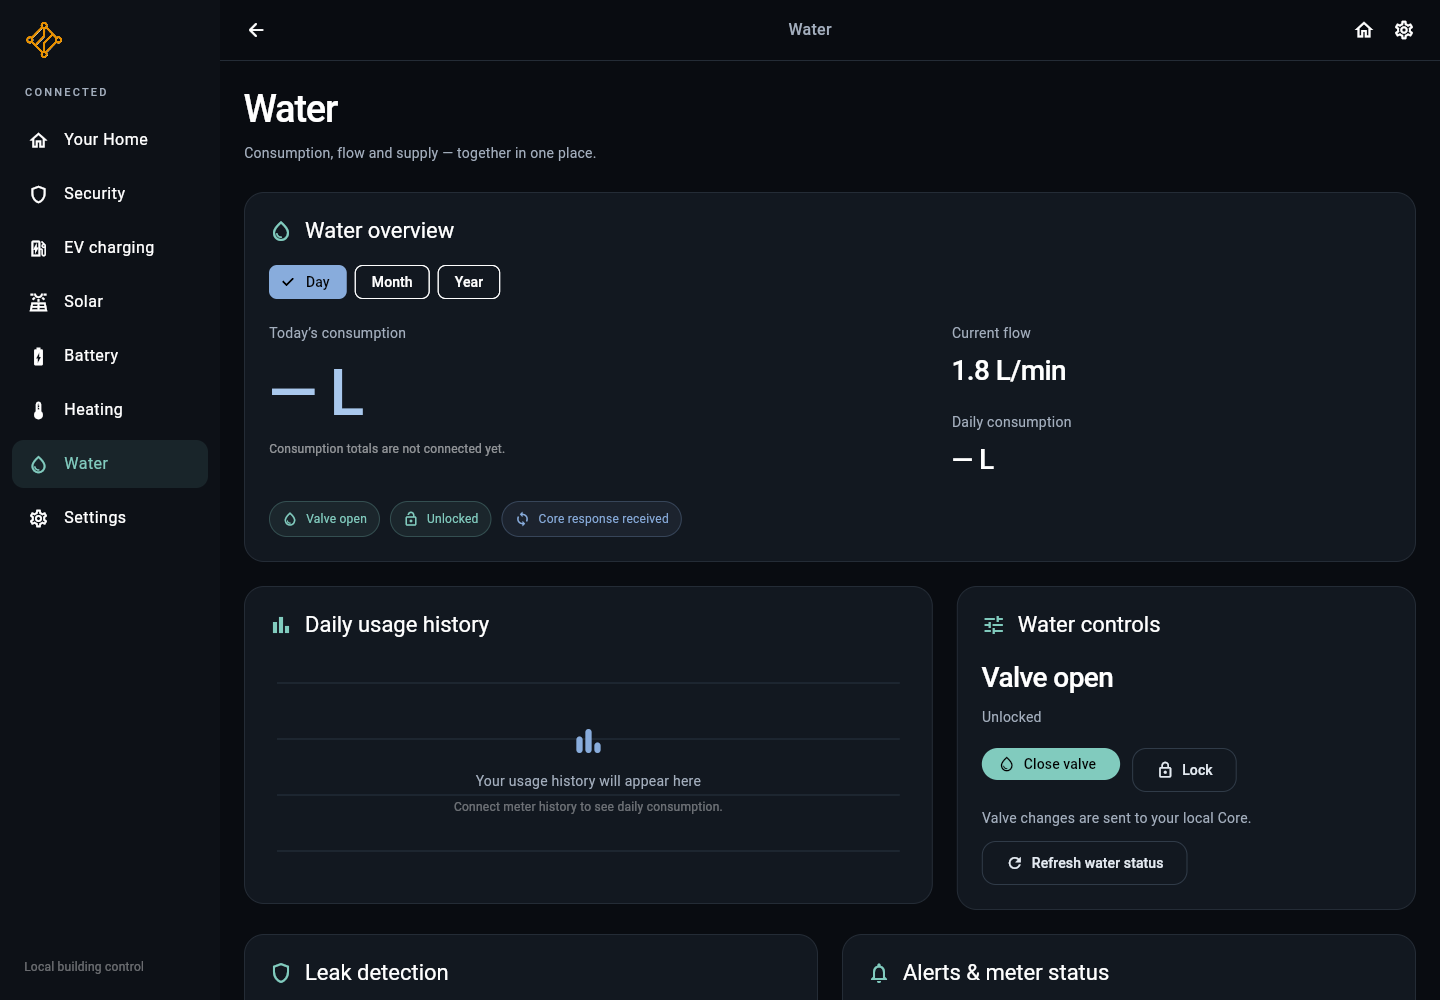 Water
CONNECTED
Your Home
Security
EV charging
Solar
Battery
Heating
Water
Settings
Local building control
Water
Consumption, flow and supply — together in one place.
Water overview
Day
Month
Year
Today’s consumption
— L
Consumption totals are not connected yet.
Current flow
1.8 L/min
Daily consumption
— L
Valve open
Unlocked
Core response received
Daily usage history
Your usage history will appear here
Connect meter history to see daily consumption.
Water controls
Valve open
Unlocked
Close valve
Lock
Valve changes are sent to your local Core.
Refresh water status
Leak detection
Alerts & meter status